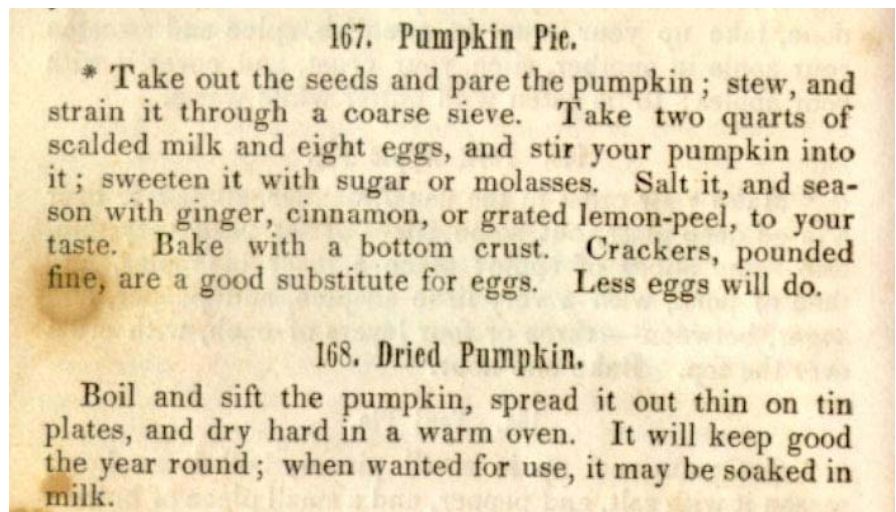 167. Pumpkin Pie.
* Take out the seeds and pare the pumpkin; stew, and
strain it through a coarse sieve. Take two quarts of
scalded milk and eight eggs, and stir your pumpkin into
it; sweeten it with sugar or molasses. Salt it, and sea-
son with ginger, cinnamon, or grated lemon-peel, to your
taste. Bake with a bottom crust. Crackers, pounded
fine, are a good substitute for eggs. Less eggs will do.
168. Dried Pumpkin.
Boil and sift the pumpkin, spread it out thin on tin
plates, and dry hard in a warm oven. It will keep good
the year round; when wanted for use, it may be soaked in
milk.